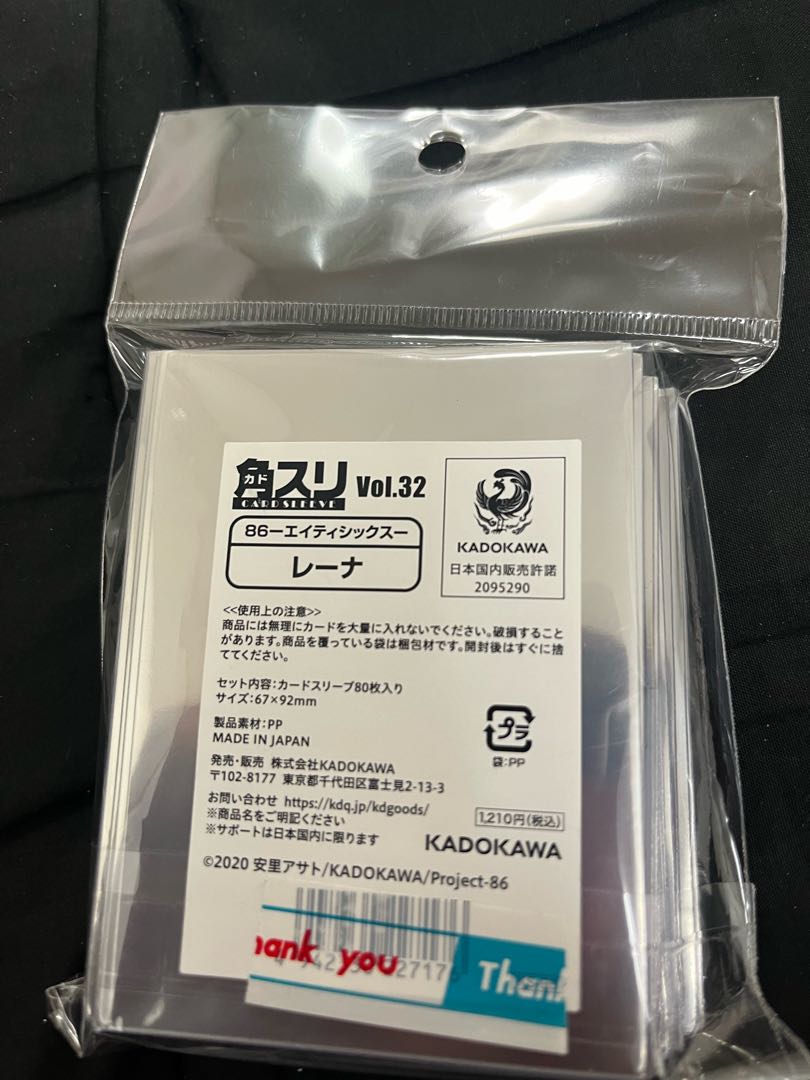 角スリ Vol.32
カド
CARD SLEEVE
86ーエイティシックスー
レーナ
KADOKAWA
日本国内販売許諾
2095290
<<使用上の注意>>
商品には無理にカードを大量に入れないでください。破損すること
があります。商品を覆っている袋は梱包材です。開封後はすぐに捨
ててください。
セット内容:カードスリーブ80枚入り
サイズ:67×92mm
製品素材:PP
MADE IN JAPAN
プラ
袋:PP
発売・販売 株式会社KADOKAWA
〒102-8177 東京都千代田区富士見2-13-3
お問い合わせ https://kdq.jp/kdgoods/
※商品名をご明記ください
※サポートは日本国内に限ります
1,210円(税込)
KADOKAWA
©2020 安里アサト/KADOKAWA/Project-86
you